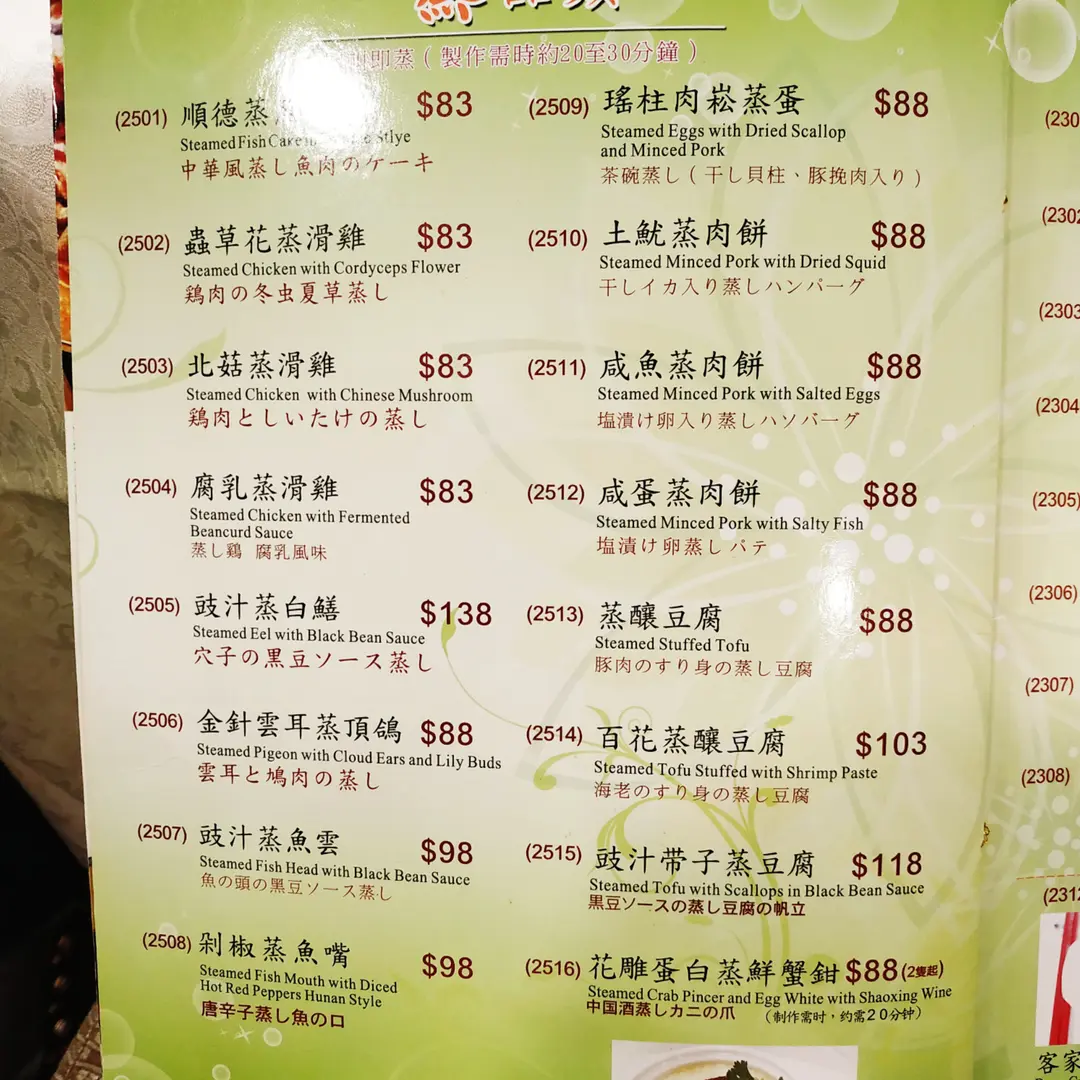 即蒸（製作需時約20至30分鐘）
(2501) 順德蒸 $83
Steamed Fish Cake Stlye
中華風蒸し魚肉のケーキ
(2502) 蟲草花蒸滑雞 $83
Steamed Chicken with Cordyceps Flower
鶏肉の冬虫夏草蒸し
(2503) 北菇蒸滑雞 $83
Steamed Chicken with Chinese Mushroom
鶏肉としいたけの蒸し
(2504) 腐乳蒸滑雞 $83
Steamed Chicken with Fermented
Beancurd Sauce
蒸し鶏 腐乳風味
(2505) 豉汁蒸白鱔 $138
Steamed Eel with Black Bean Sauce
穴子の黒豆ソース蒸し
(2506) 金針雲耳蒸頂鴿 $88
Steamed Pigeon with Cloud Ears and Lily Buds
雲耳と鳩肉の蒸し
(2507) 豉汁蒸魚雲 $98
Steamed Fish Head with Black Bean Sauce
魚の頭の黒豆ソース蒸し
(2508) 剁椒蒸魚嘴 $98
Steamed Fish Mouth with Diced
Hot Red Peppers Hunan Style
唐辛子蒸し魚の口
(2509) 瑤柱肉崧蒸蛋 $88
Steamed Eggs with Dried Scallop
and Minced Pork
茶碗蒸し（干し貝柱、豚挽肉入り）
(2510) 土魷蒸肉餅 $88
Steamed Minced Pork with Dried Squid
干しイカ入り蒸しハンバーグ
(2511) 咸魚蒸肉餅 $88
Steamed Minced Pork with Salted Eggs
塩漬け卵入り蒸しハソバーグ
(2512) 咸蛋蒸肉餅 $88
Steamed Minced Pork with Salty Fish
塩漬け卵蒸しパテ
(2513) 蒸釀豆腐 $88
Steamed Stuffed Tofu
豚肉のすり身の蒸し豆腐
(2514) 百花蒸釀豆腐 $103
Steamed Tofu Stuffed with Shrimp Paste
海老のすり身の蒸し豆腐
(2515) 豉汁带子蒸豆腐 $118
Steamed Tofu with Scallops in Black Bean Sauce
黒豆ソースの蒸し豆腐の帆立
(2516) 花雕蛋白蒸鮮蟹鉗 $88 (2隻起)
Steamed Crab Pincer and Egg White with Shaoxing Wine
中国酒蒸しカニの爪 （制作需时，约需20分钟）
(230
(2302
(2303
(2304
(2305)
(2306)
(2307)
(2308)
(2312
客家